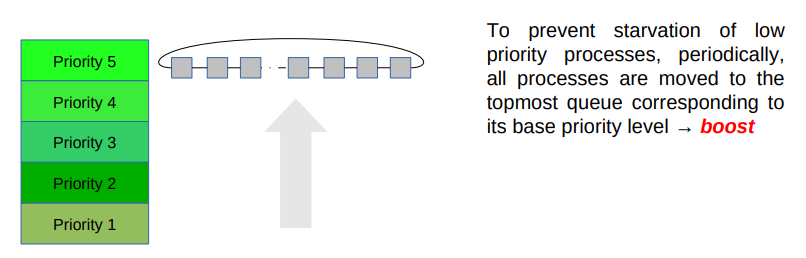 Priority 5
Priority 4
Priority 3
Priority 2
Priority 1
To prevent starvation of low
priority processes, periodically,
all processes are moved to the
topmost queue corresponding to
its base priority level → boost